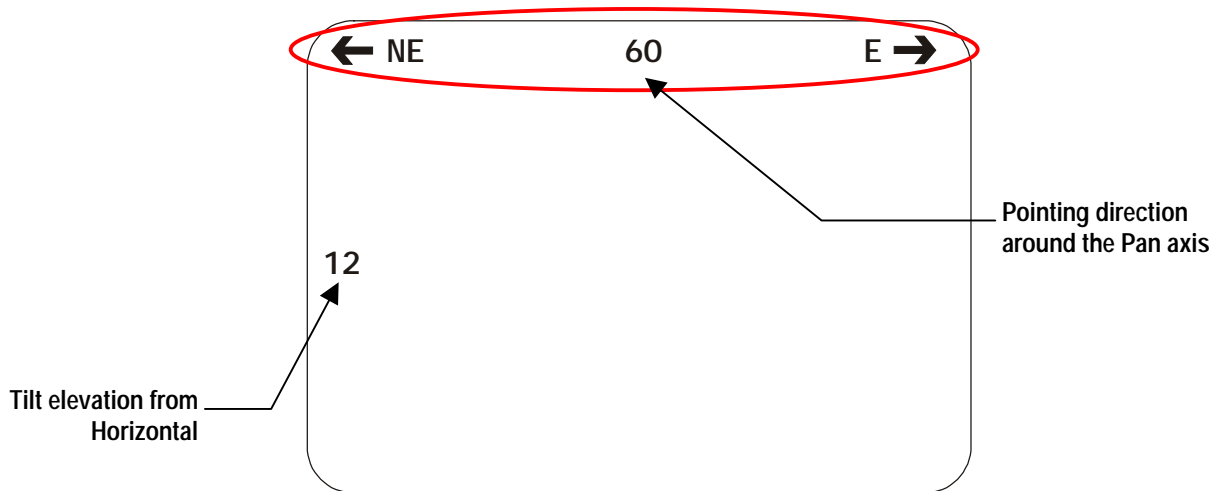 ← NE 60 E →
Pointing direction
around the Pan axis
12
Tilt elevation from
Horizontal